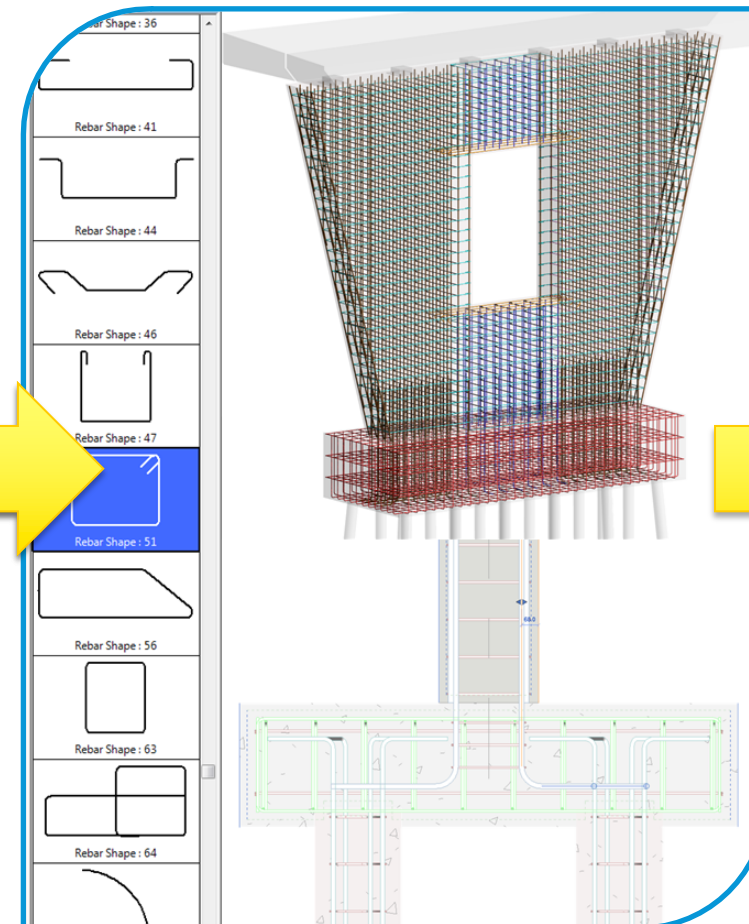 Rebar Shape : 36
Rebar Shape : 41
Rebar Shape : 44
Rebar Shape : 46
Rebar Shape : 47
Rebar Shape : 51
Rebar Shape : 56
Rebar Shape : 63
Rebar Shape : 64